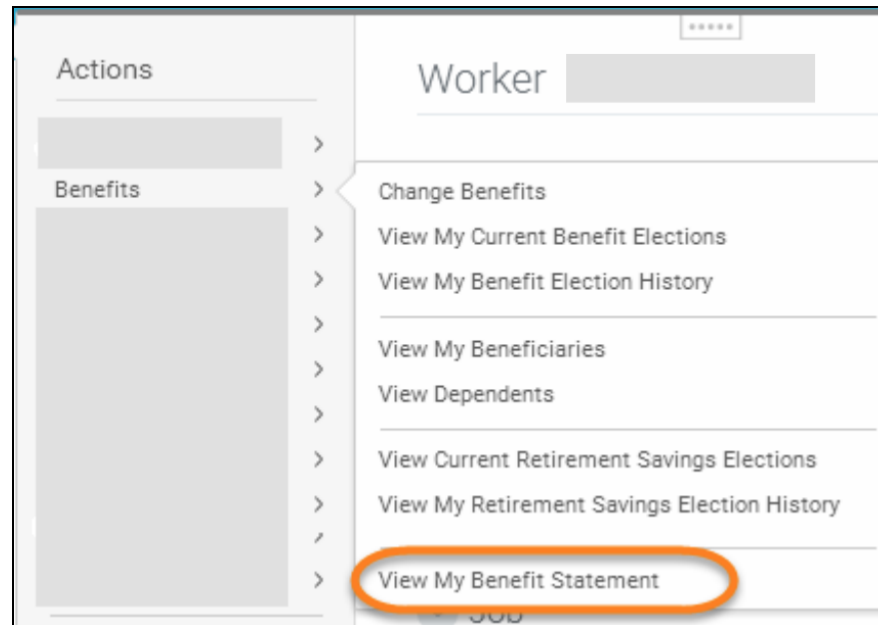 Actions
Worker
Benefits
Change Benefits
View My Current Benefit Elections
View My Benefit Election History
View My Beneficiaries
View Dependents
View Current Retirement Savings Elections
View My Retirement Savings Election History
View My Benefit Statement
Job